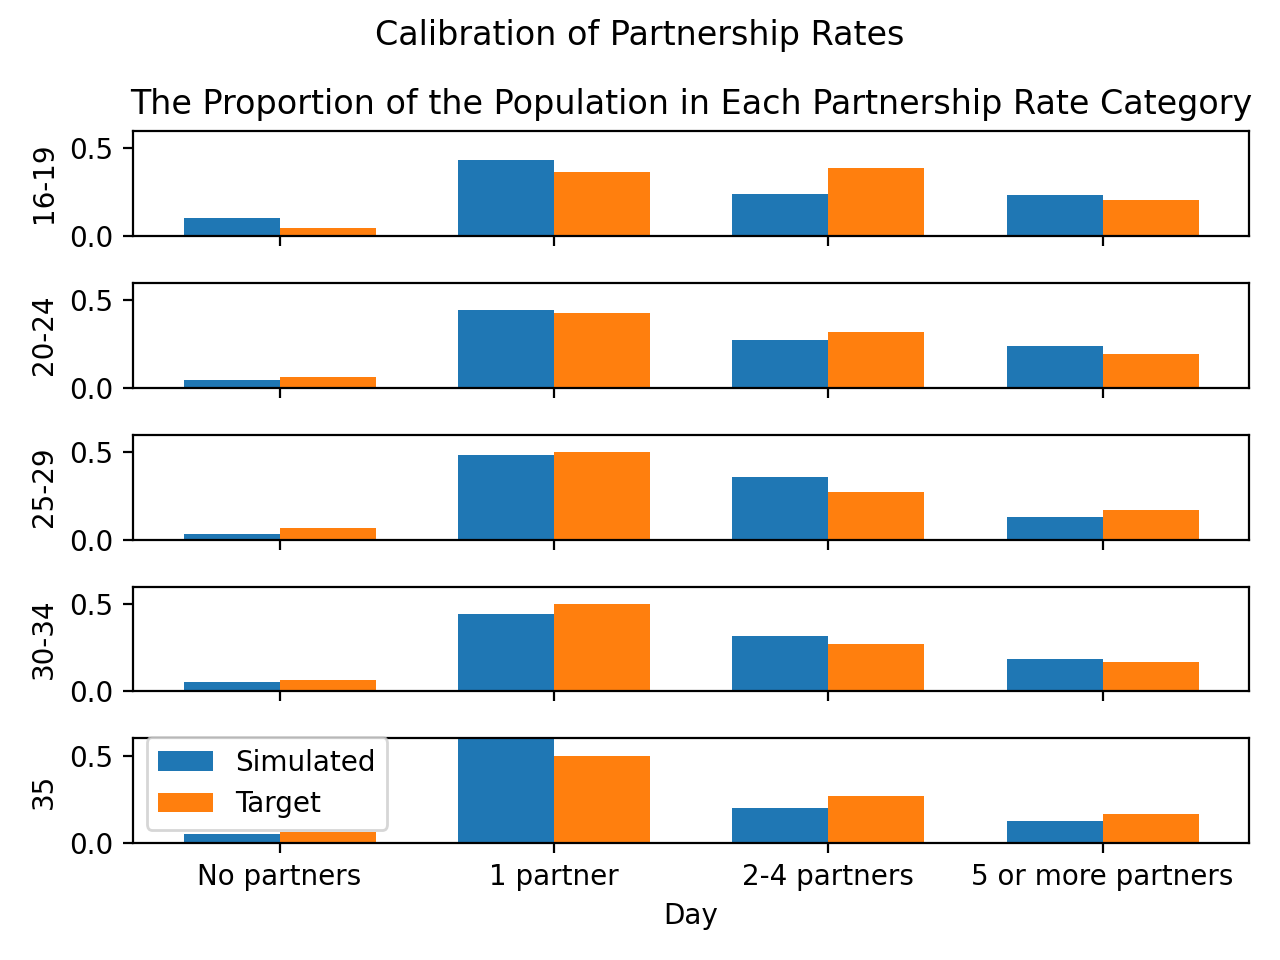 Calibration of Partnership Rates
The Proportion of the Population in Each Partnership Rate Category
16-19
0.5
0.0
20-24
0.5
0.0
25-29
0.5
0.0
30-34
0.5
0.0
35
0.5
0.0
Simulated
Target
No partners
1 partner
2-4 partners
5 or more partners
Day